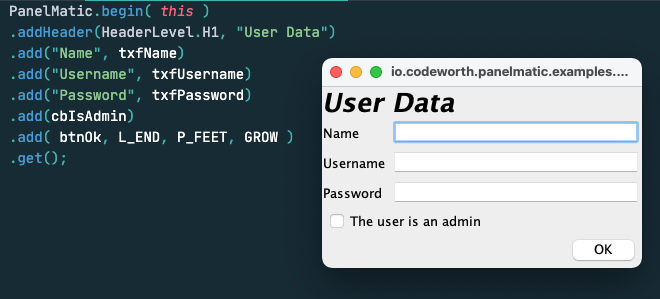 PanelMatic.begin( this )
.addHeader(HeaderLevel.H1, "User Data")
.add("Name", txfName)
.add("Username", txfUsername)
.add("Password", txfPassword)
.add(cbIsAdmin)
.add( btnOk, L_END, P_FEET, GROW )
.get();
io.codeworth.panelmatic.examples....
User Data
Name
Username
Password
The user is an admin
OK